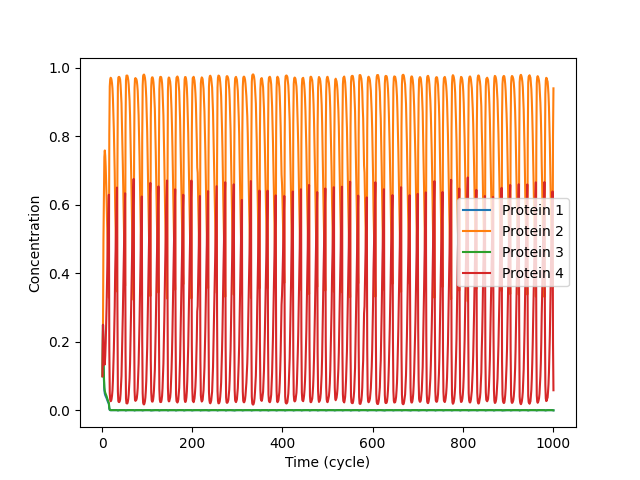 1.0
0.8
0.6
0.4
0.2
0.0
Concentration
Protein 1
Protein 2
Protein 3
Protein 4
0 200 400 600 800 1000
Time (cycle)